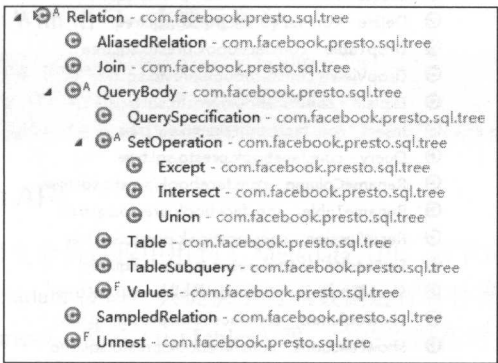 Relation - com.facebook.presto.sql.tree
AliasedRelation - com.facebook.presto.sql.tree
Join - com.facebook.presto.sql.tree
QueryBody - com.facebook.presto.sql.tree
QuerySpecification - com.facebook.presto.sql.tree
SetOperation - com.facebook.presto.sql.tree
Except - com.facebook.presto.sql.tree
Intersect - com.facebook.presto.sql.tree
Union - com.facebook.presto.sql.tree
Table - com.facebook.presto.sql.tree
TableSubquery - com.facebook.presto.sql.tree
Values - com.facebook.presto.sql.tree
SampledRelation - com.facebook.presto.sql.tree
Unnest - com.facebook.presto.sql.tree